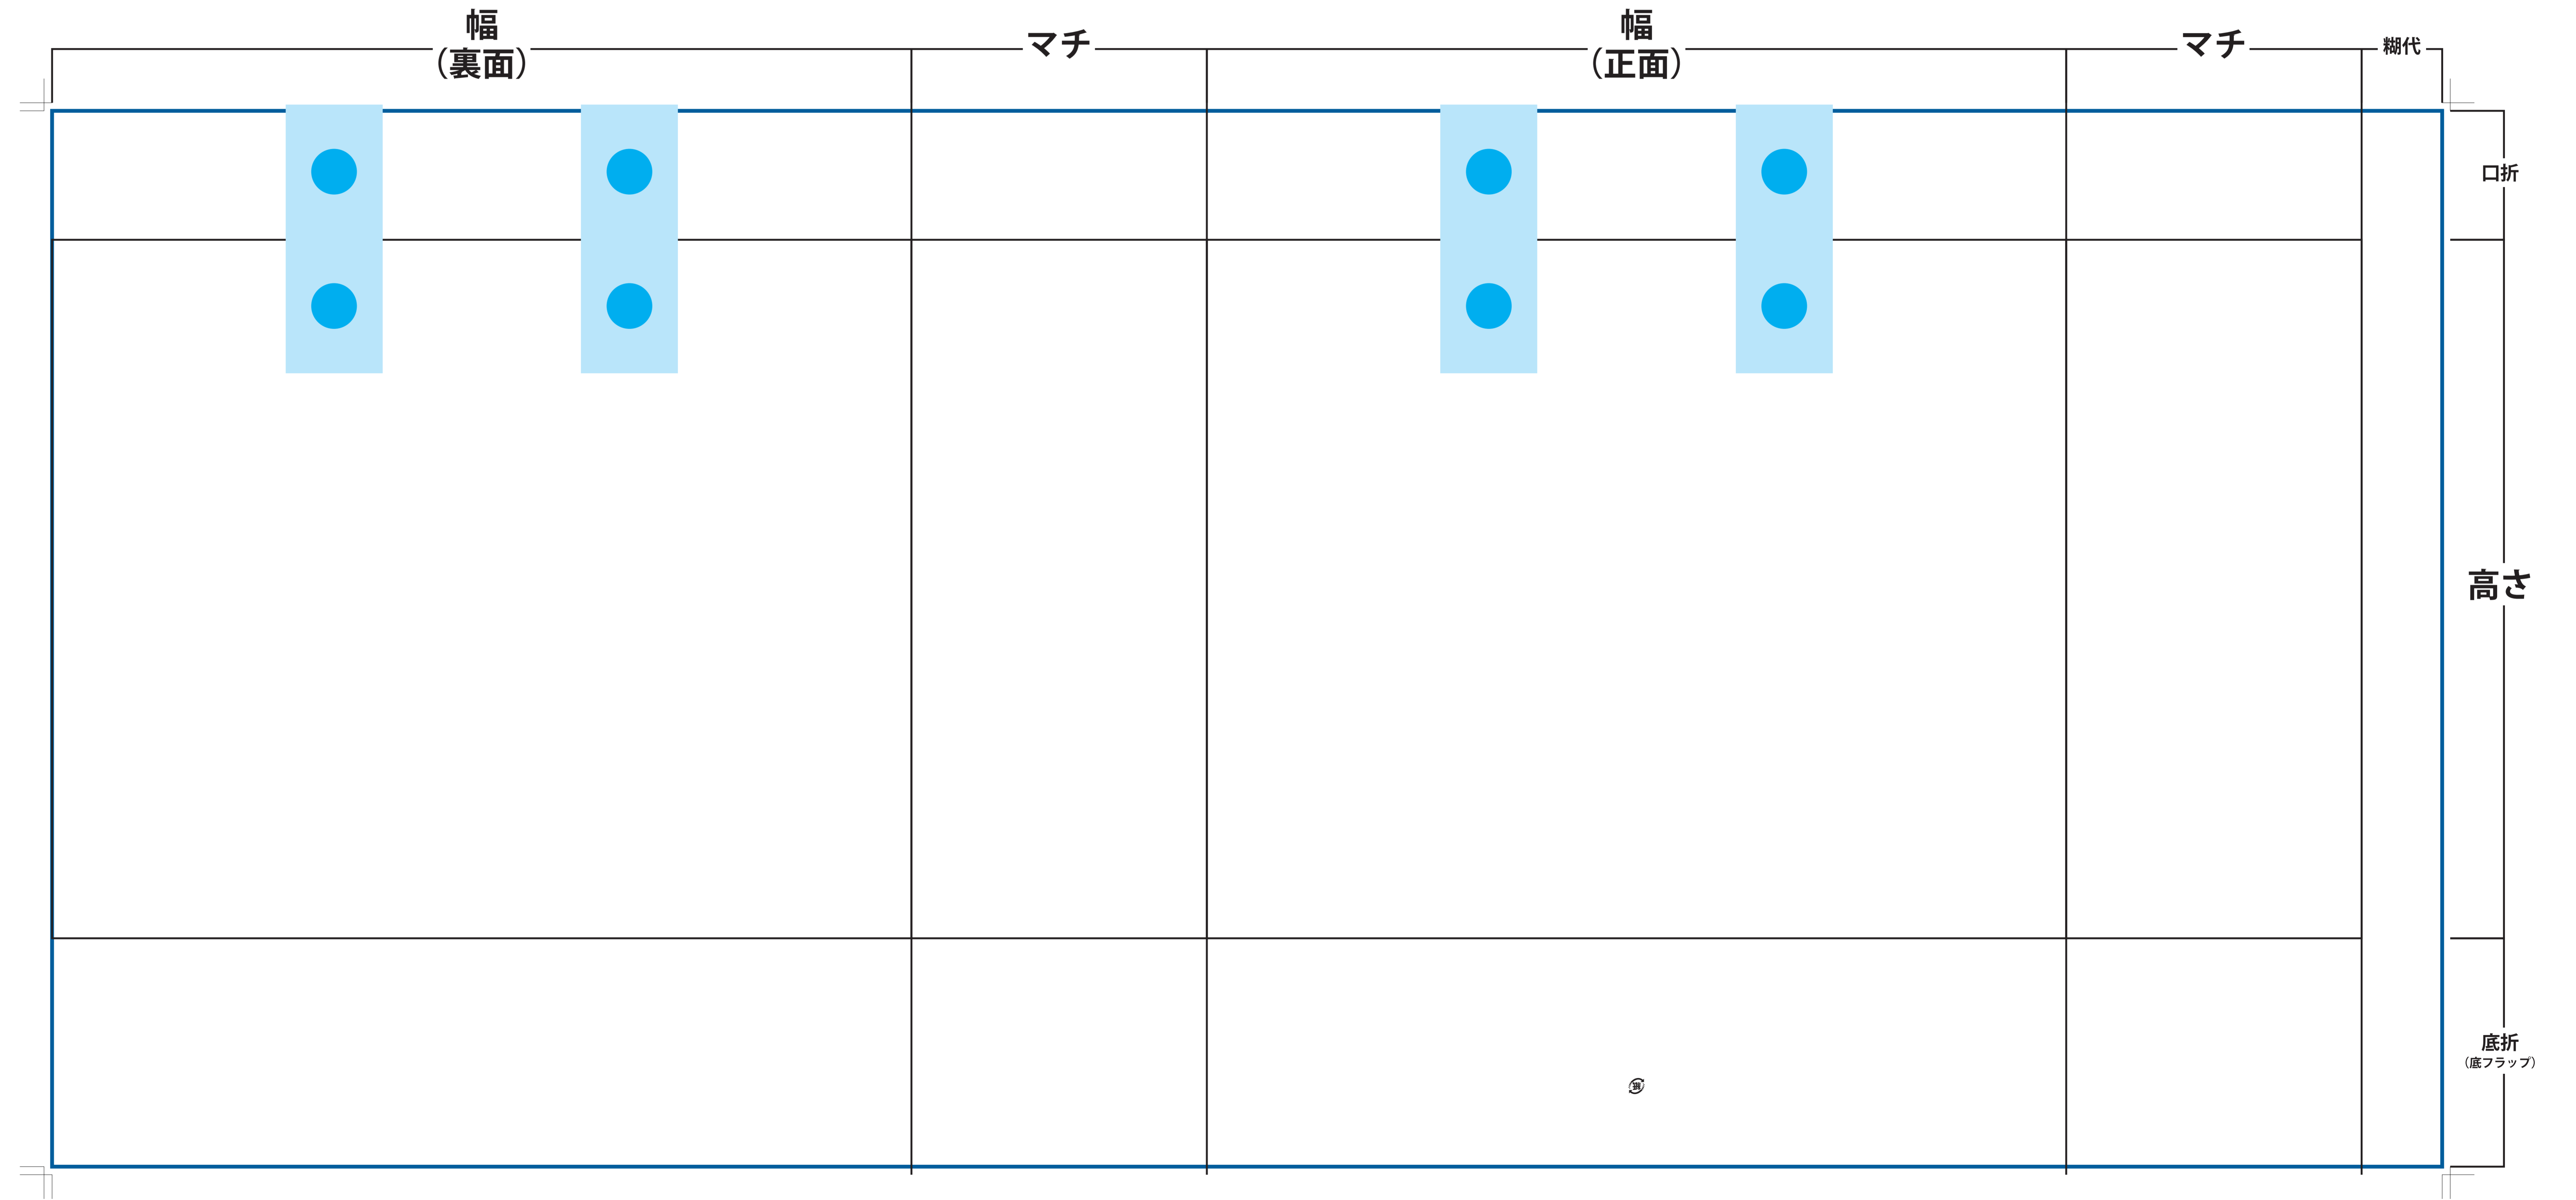 幅
（裏面）
マチ
幅
（正面）
マチ
糊代
口折
高さ
底折
（底フラップ）